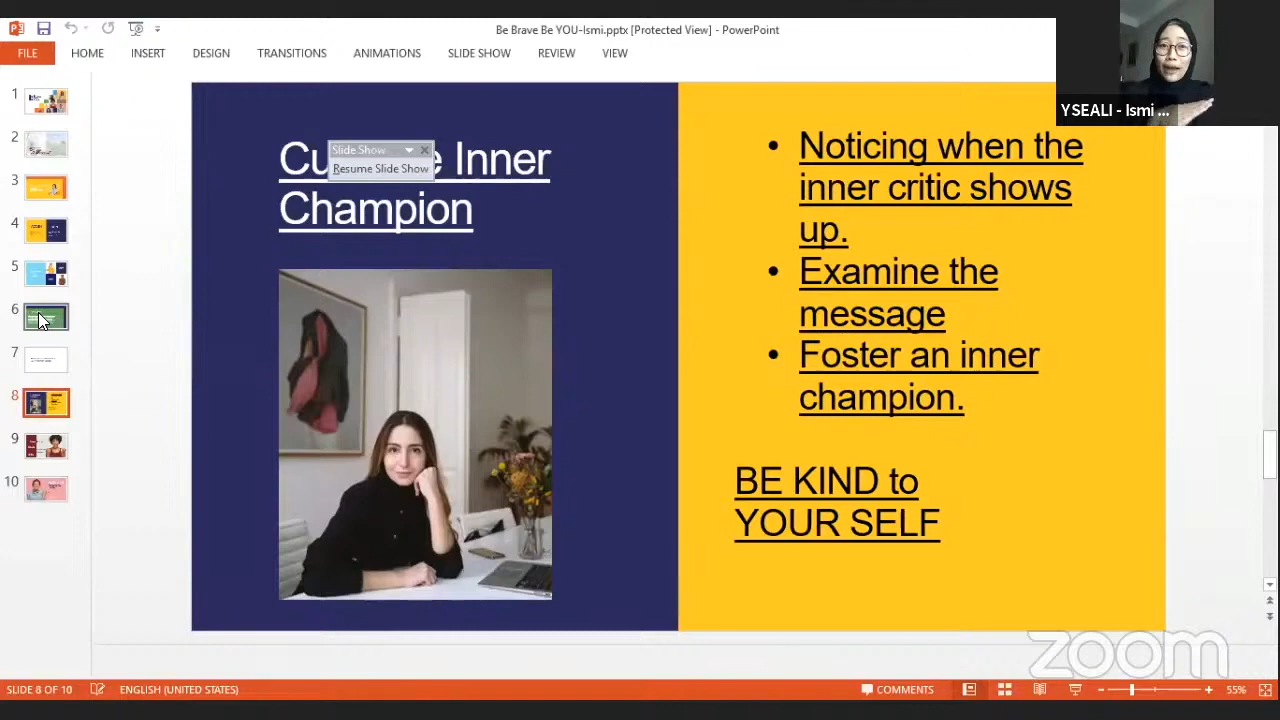 Be Brave Be YOU-Ismi.pptx [Protected View] - PowerPoint
FILE HOME INSERT DESIGN TRANSITIONS ANIMATIONS SLIDE SHOW REVIEW VIEW
YSEALI - Ismi ...
1
2
3
4
5
6
7
8
9
10
Slide Show
Resume Slide Show
Cu e Inner
Champion
• Noticing when the
inner critic shows
up.
• Examine the
message
• Foster an inner
champion.
BE KIND to
YOUR SELF
zoom
SLIDE 8 OF 10 ENGLISH (UNITED STATES) COMMENTS 55%